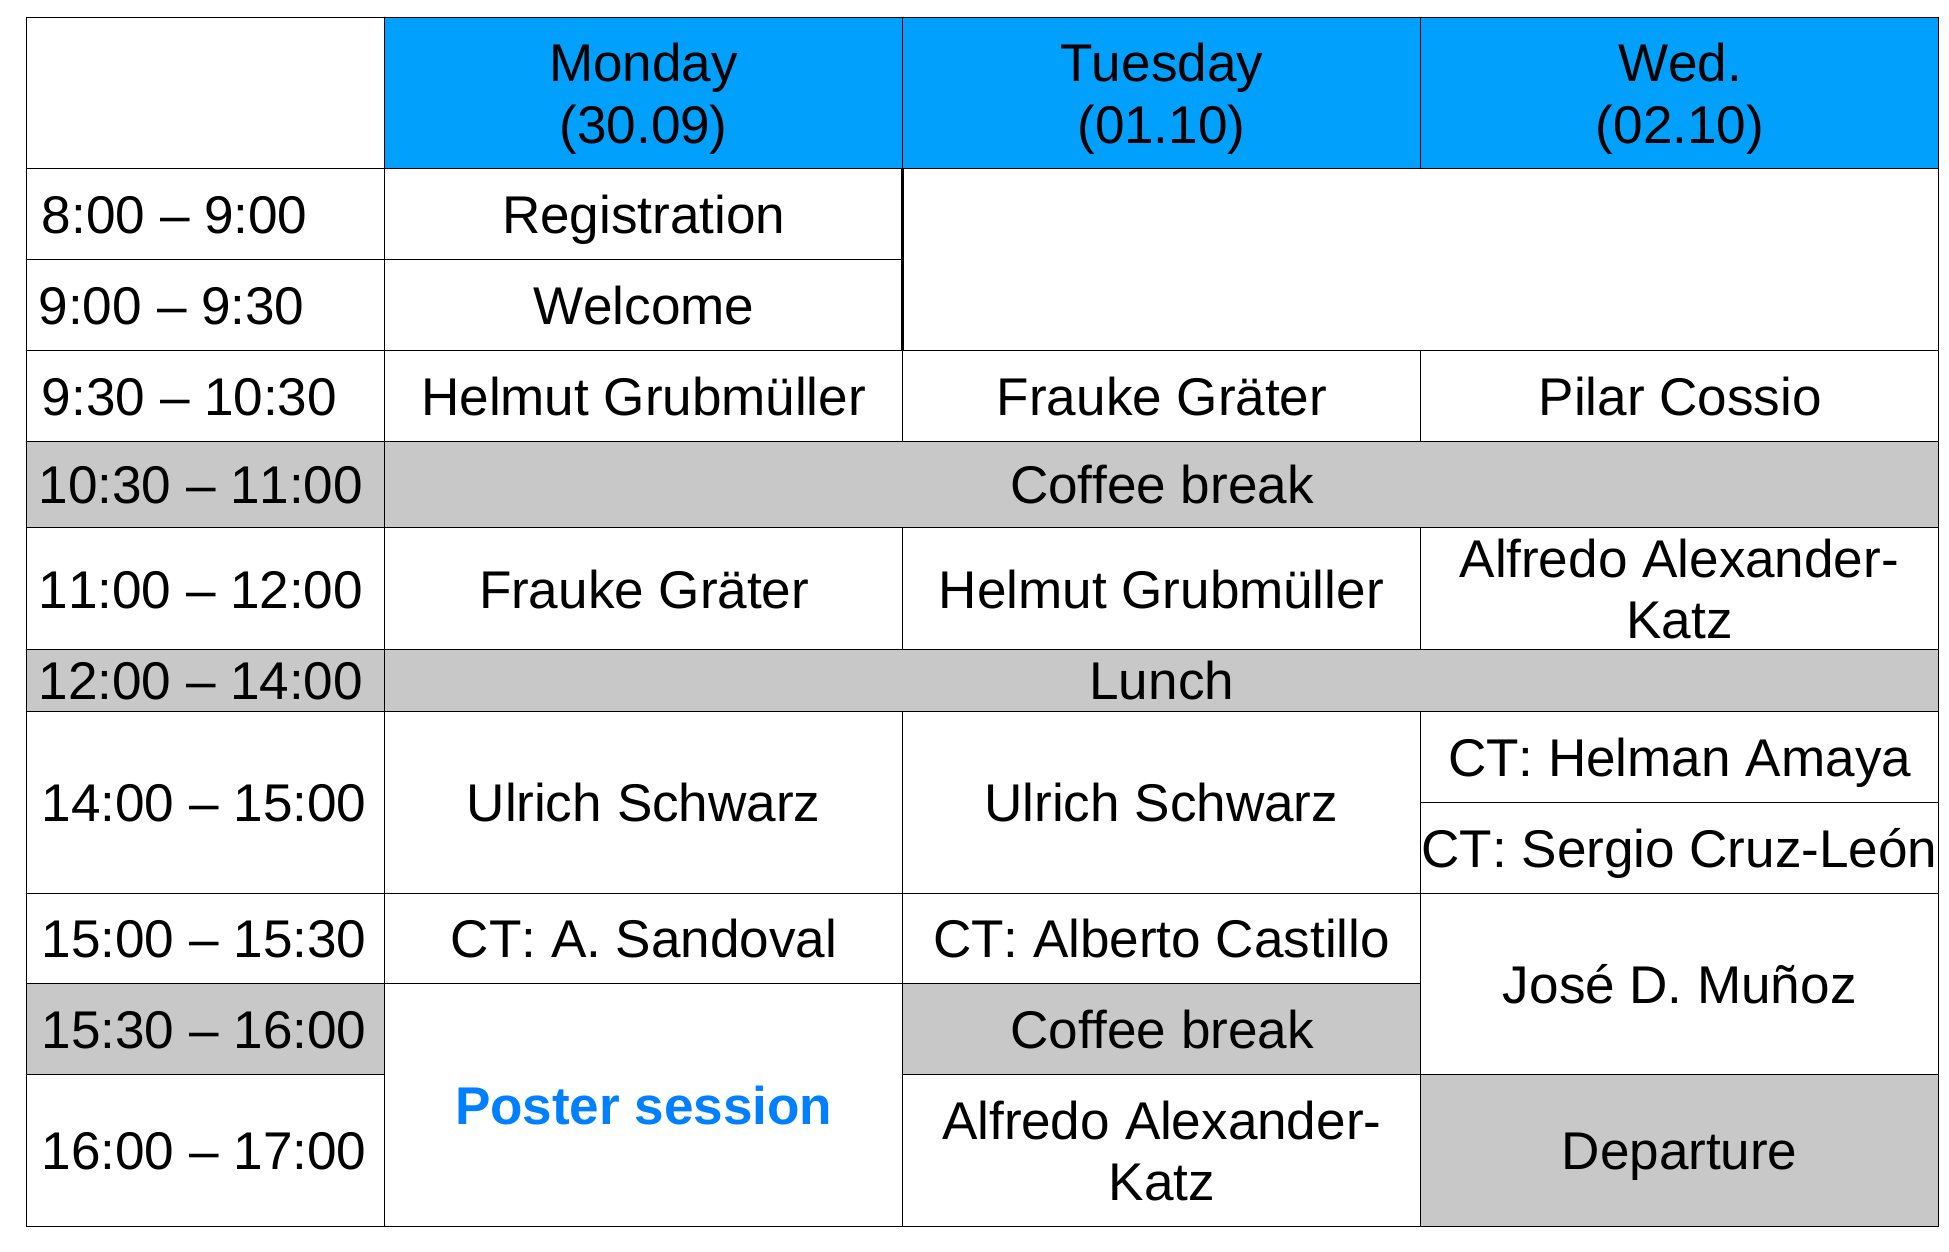 Monday
(30.09)
Tuesday
(01.10)
Wed.
(02.10)
8:00 – 9:00
Registration
9:00 – 9:30
Welcome
9:30 – 10:30
Helmut Grubmüller
Frauke Gräter
Pilar Cossio
10:30 – 11:00
Coffee break
11:00 – 12:00
Frauke Gräter
Helmut Grubmüller
Alfredo Alexander-
Katz
12:00 – 14:00
Lunch
14:00 – 15:00
Ulrich Schwarz
Ulrich Schwarz
CT: Helman Amaya
CT: Sergio Cruz-León
15:00 – 15:30
CT: A. Sandoval
CT: Alberto Castillo
José D. Muñoz
15:30 – 16:00
Poster session
Coffee break
16:00 – 17:00
Alfredo Alexander-
Katz
Departure